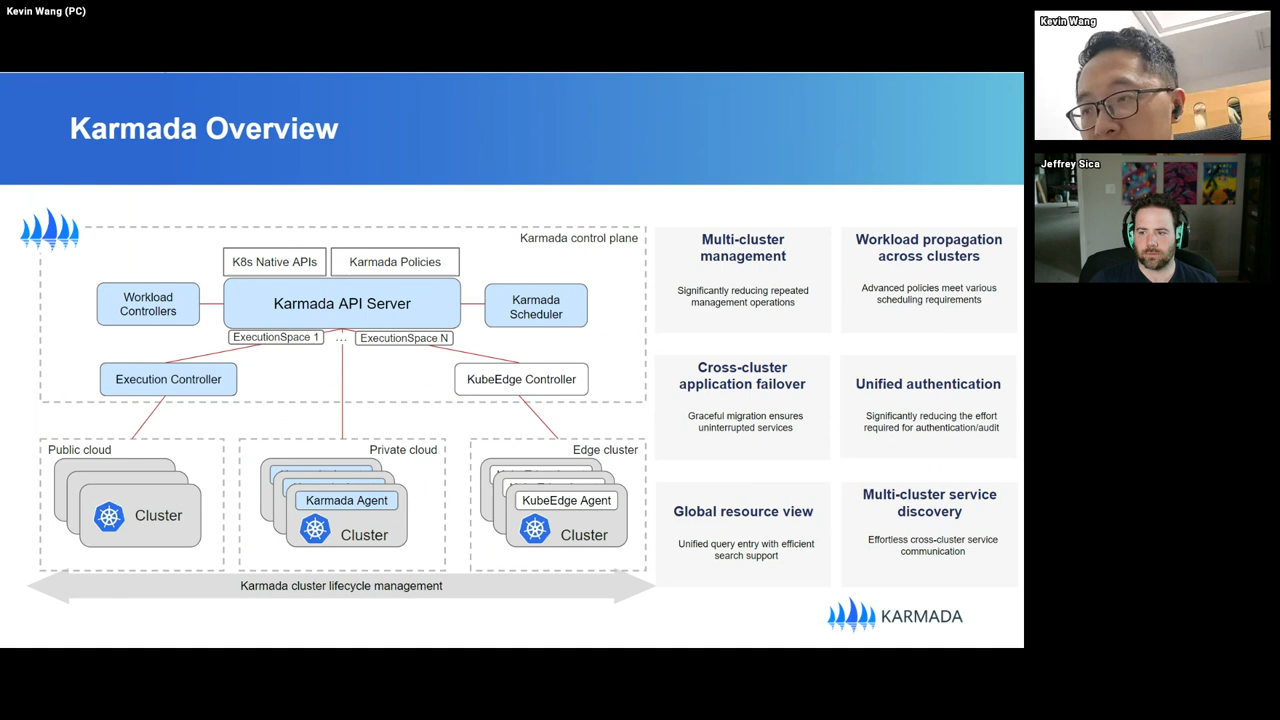 Kevin Wang (PC)
Kevin Wang
Jeffrey Sica
Karmada Overview
Karmada control plane
K8s Native APIs
Karmada Policies
Workload
Controllers
Karmada API Server
Karmada
Scheduler
ExecutionSpace 1
...
ExecutionSpace N
Execution Controller
KubeEdge Controller
Public cloud
Cluster
Private cloud
Karmada Agent
Cluster
Edge cluster
KubeEdge Agent
Cluster
Karmada cluster lifecycle management
Multi-cluster
management
Significantly reducing repeated
management operations
Workload propagation
across clusters
Advanced policies meet various
scheduling requirements
Cross-cluster
application failover
Graceful migration ensures
uninterrupted services
Unified authentication
Significantly reducing the effort
required for authentication/audit
Global resource view
Unified query entry with efficient
search support
Multi-cluster service
discovery
Effortless cross-cluster service
communication
KARMADA